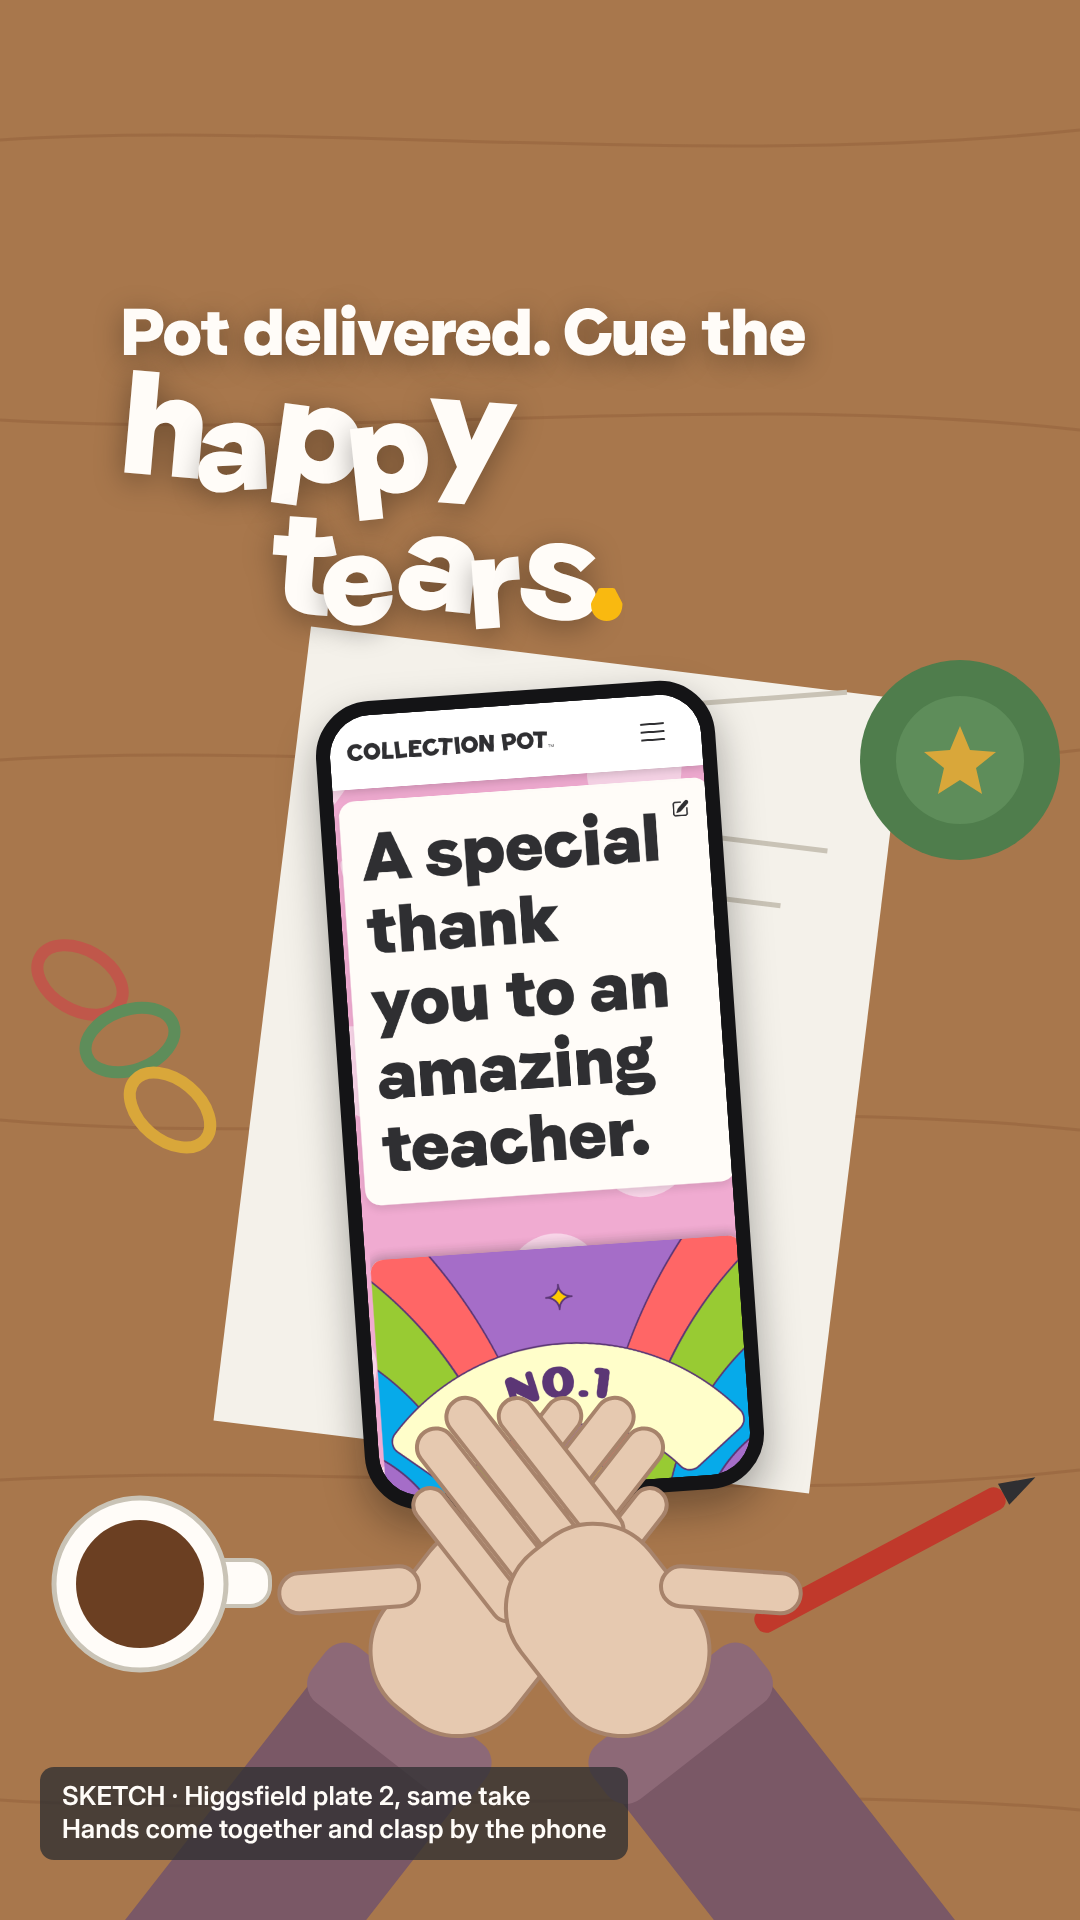 Pot delivered. Cue the
happy
tears.
COLLECTION POT™
A special
thank
you to an
amazing
teacher.
NO.1
SKETCH · Higgsfield plate 2, same take
Hands come together and clasp by the phone